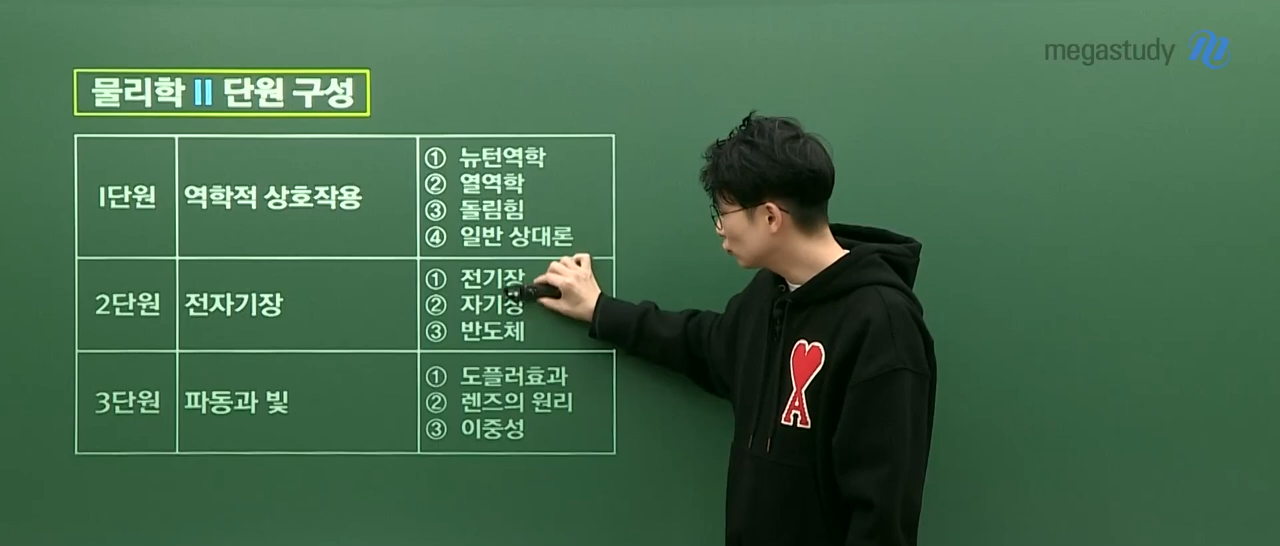 megastudy
물리학 II 단원 구성
1단원 역학적 상호작용
① 뉴턴역학
② 열역학
③ 돌림힘
④ 일반 상대론
2단원 전자기장
① 전기장
② 자기장
③ 반도체
3단원 파동과 빛
① 도플러효과
② 렌즈의 원리
③ 이중성
A